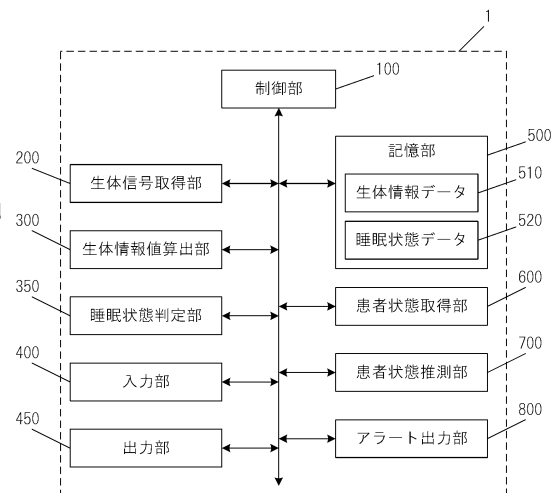 1
制御部
100
200
生体信号取得部
300
生体情報値算出部
350
睡眠状態判定部
400
入力部
450
出力部
500
記憶部
510
生体情報データ
520
睡眠状態データ
600
患者状態取得部
700
患者状態推測部
800
アラート出力部